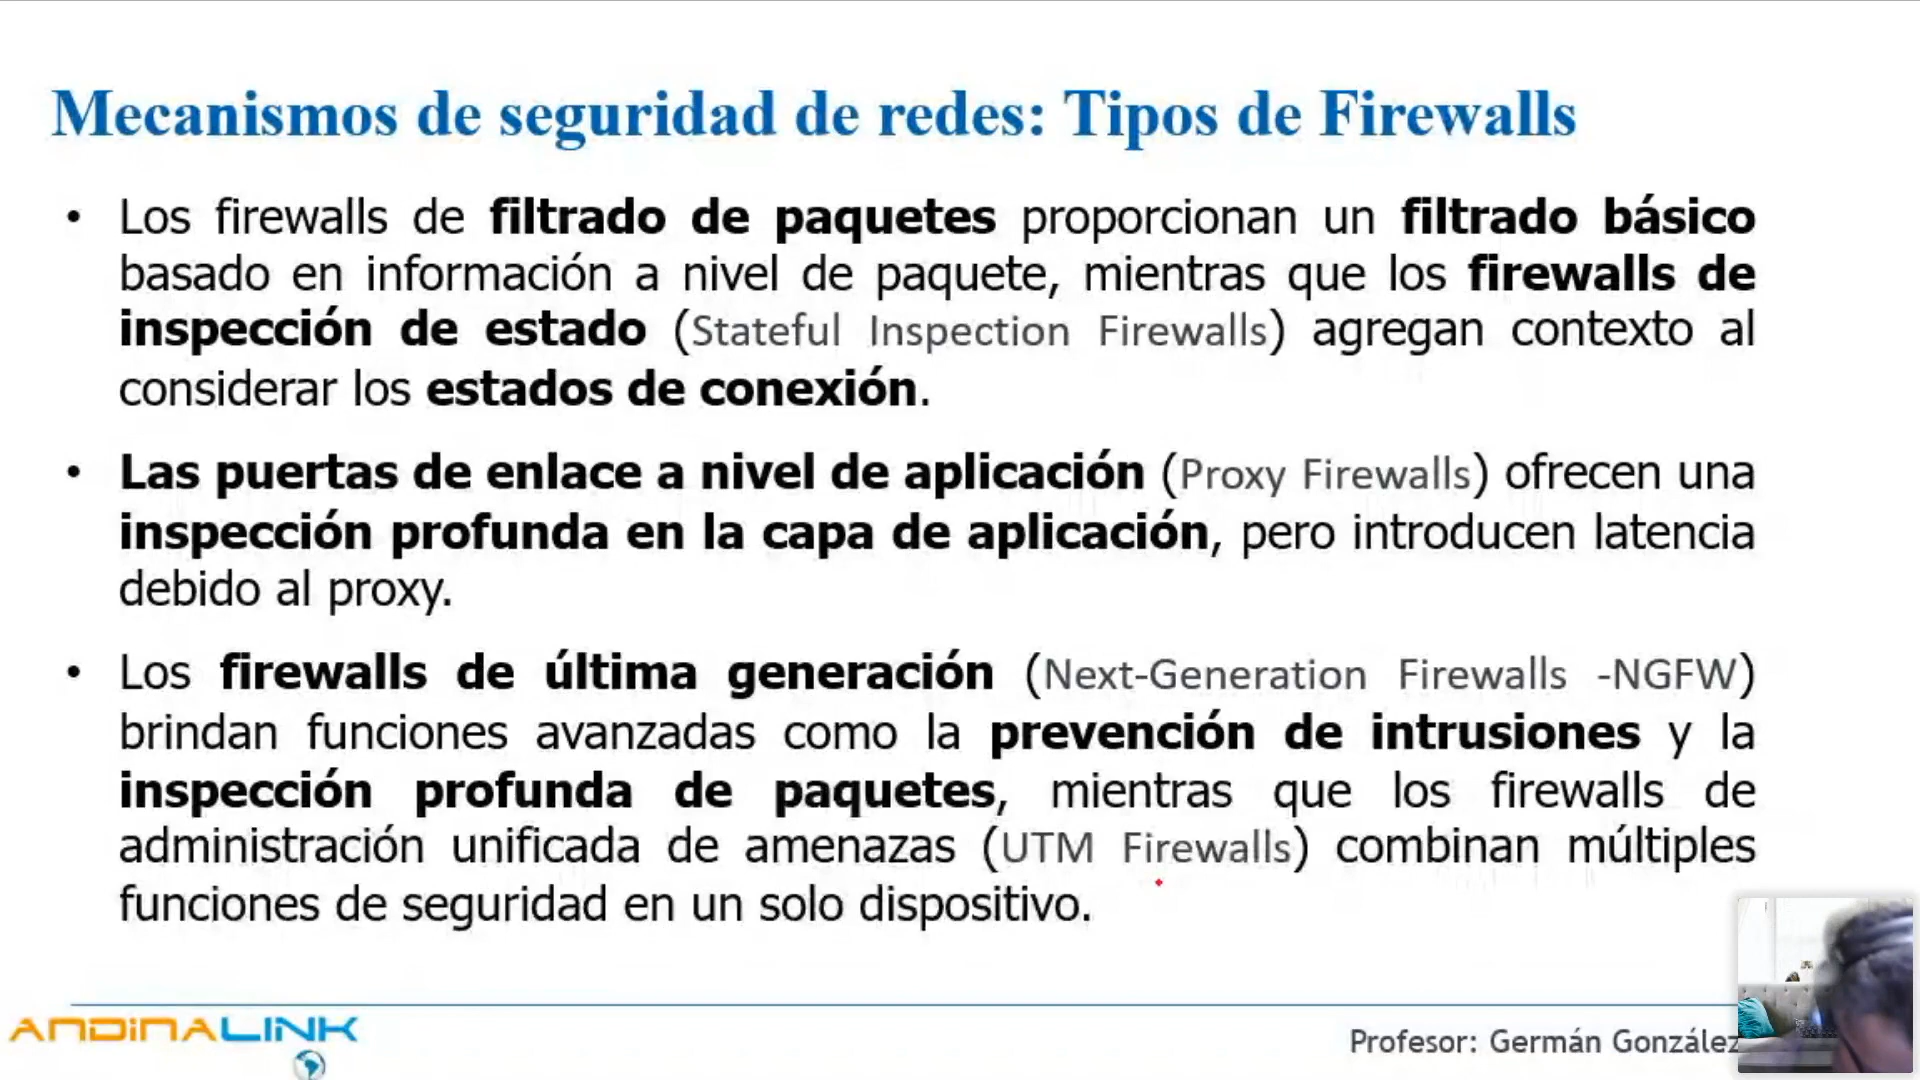 Mecanismos de seguridad de redes: Tipos de Firewalls
• Los firewalls de filtrado de paquetes proporcionan un filtrado básico
basado en información a nivel de paquete, mientras que los firewalls de
inspección de estado (Stateful Inspection Firewalls) agregan contexto al
considerar los estados de conexión.
• Las puertas de enlace a nivel de aplicación (Proxy Firewalls) ofrecen una
inspección profunda en la capa de aplicación, pero introducen latencia
debido al proxy.
• Los firewalls de última generación (Next-Generation Firewalls -NGFW)
brindan funciones avanzadas como la prevención de intrusiones y la
inspección profunda de paquetes, mientras que los firewalls de
administración unificada de amenazas (UTM Firewalls) combinan múltiples
funciones de seguridad en un solo dispositivo.
ANDINALINK
Profesor: Germán González